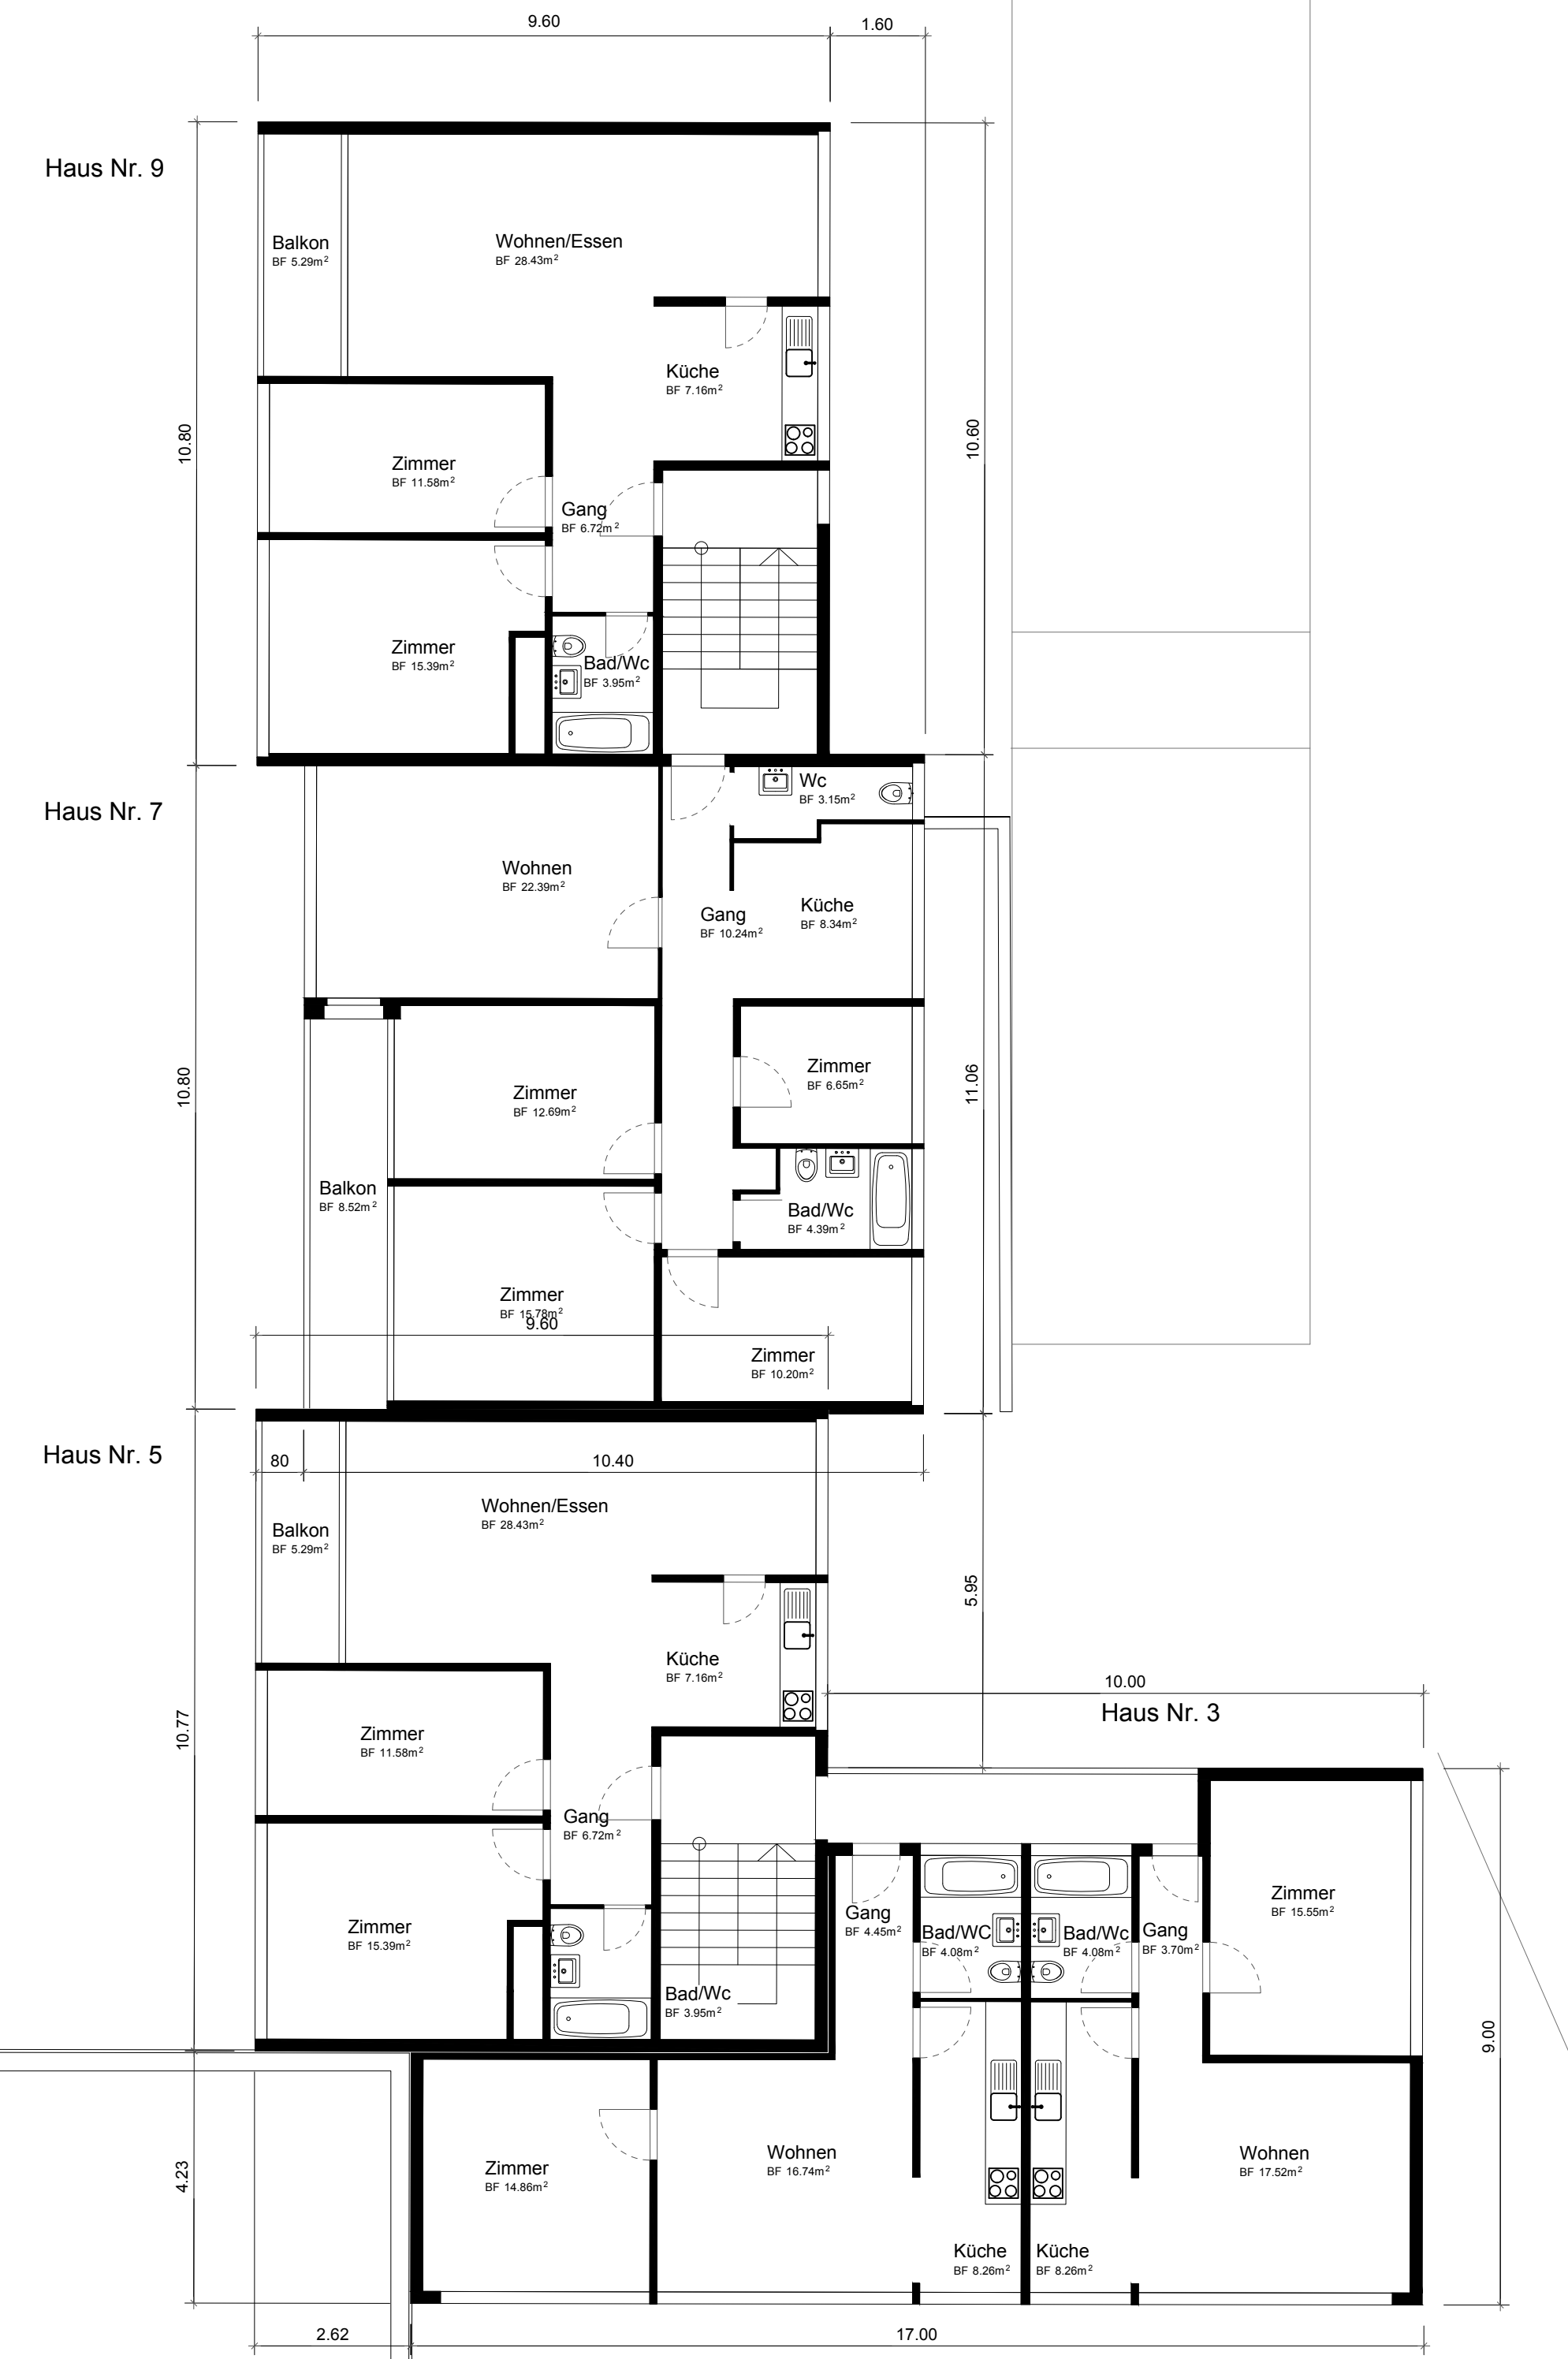 9.60
1.60
Haus Nr. 9
Balkon
BF 5.29m²
Wohnen/Essen
BF 28.43m²
Küche
BF 7.16m²
10.80
10.60
Zimmer
BF 11.58m²
Gang
BF 6.72m²
Zimmer
BF 15.39m²
Bad/Wc
BF 3.95m²
Haus Nr. 7
Wc
BF 3.15m²
Wohnen
BF 22.39m²
Küche
BF 8.34m²
Gang
BF 10.24m²
10.80
11.06
Zimmer
BF 6.65m²
Zimmer
BF 12.69m²
Balkon
BF 8.52m²
Bad/Wc
BF 4.39m²
Zimmer
BF 15.78m²
9.60
Zimmer
BF 10.20m²
Haus Nr. 5
80
10.40
Wohnen/Essen
BF 28.43m²
Balkon
BF 5.29m²
5.95
Küche
BF 7.16m²
10.00
Haus Nr. 3
10.77
Zimmer
BF 11.58m²
Gang
BF 6.72m²
Zimmer
BF 15.39m²
Bad/Wc
BF 3.95m²
Gang
BF 4.45m²
Bad/WC
BF 4.08m²
Bad/Wc
BF 4.08m²
Gang
BF 3.70m²
Zimmer
BF 15.55m²
9.00
4.23
Zimmer
BF 14.86m²
Wohnen
BF 16.74m²
Wohnen
BF 17.52m²
Küche
BF 8.26m²
Küche
BF 8.26m²
2.62
17.00